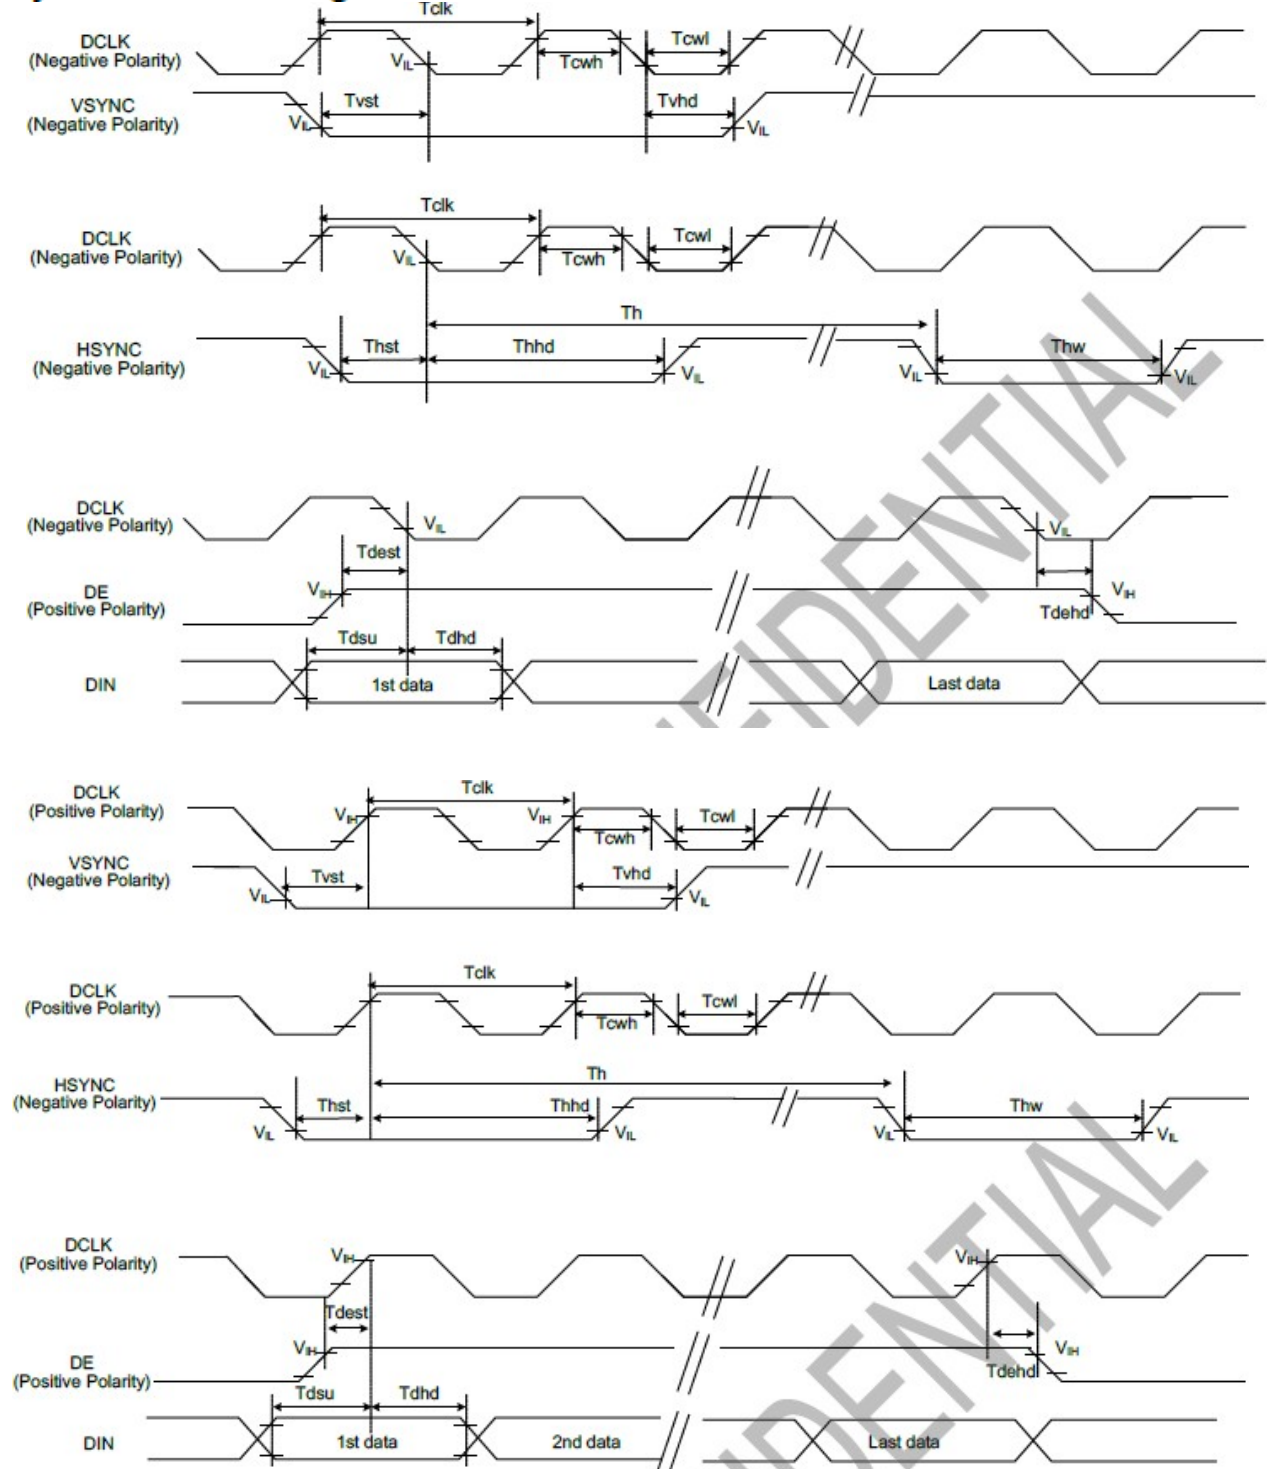 Tclk
DCLK
(Negative Polarity)
VIL
Tcwh
Tcwl
VSYNC
(Negative Polarity)
VIL
Tvst
Tvhd
VIL
Tclk
DCLK
(Negative Polarity)
VIL
Tcwh
Tcwl
Th
HSYNC
(Negative Polarity)
VIL
Thst
Thhd
VIL
VIL
Thw
VIL
DCLK
(Negative Polarity)
VIL
VIL
Tdest
DE
(Positive Polarity)
VIH
VIH
Tdehd
Tdsu
Tdhd
DIN
1st data
Last data
Tclk
DCLK
(Positive Polarity)
VIH
VIH
Tcwh
Tcwl
VSYNC
(Negative Polarity)
VIL
Tvst
Tvhd
VIL
Tclk
DCLK
(Positive Polarity)
Tcwh
Tcwl
Th
HSYNC
(Negative Polarity)
VIL
Thst
Thhd
VIL
VIL
Thw
VIL
DCLK
(Positive Polarity)
VIH
VIH
Tdest
DE
(Positive Polarity)
VIH
VIH
Tdehd
Tdsu
Tdhd
DIN
1st data
2nd data
Last data